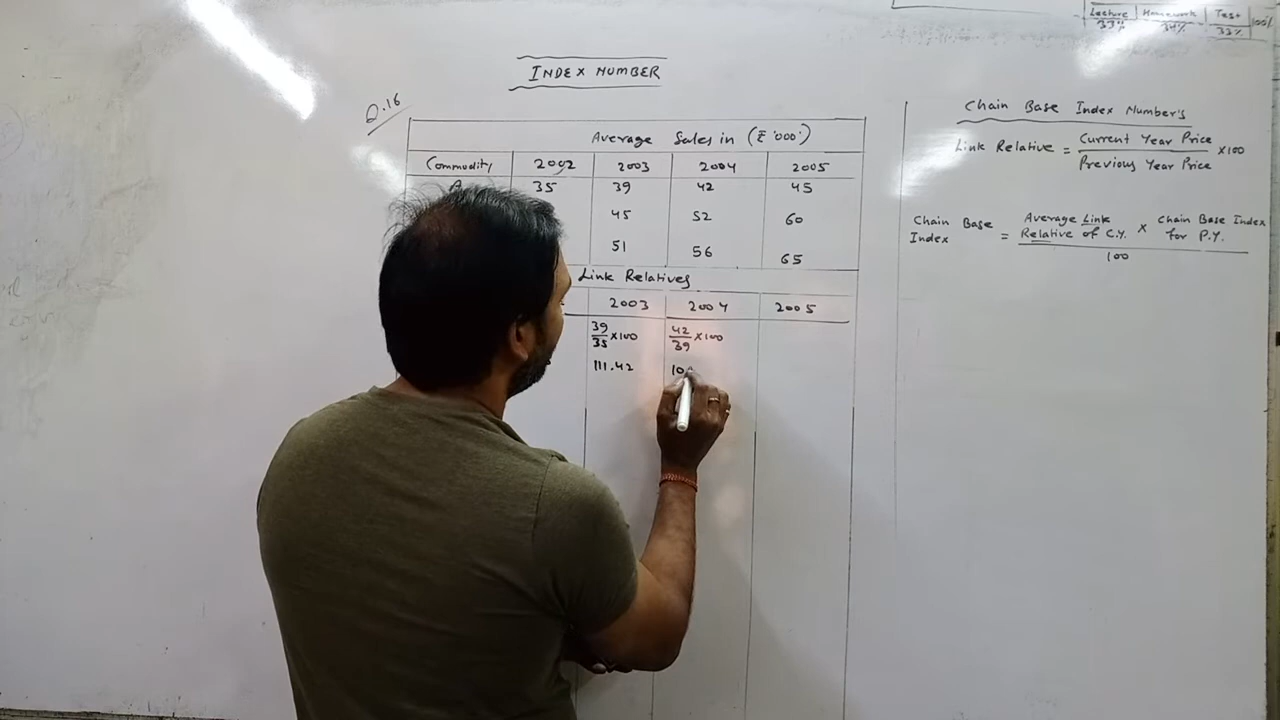 Lecture Homework Test 100%
33% 34% 33%
INDEX NUMBER
Q.16
Average Sales in (₹ '000')
Commodity 2002 2003 2004 2005
A 35 39 42 45
45 52 60
51 56 65
Link Relatives
2003 2004 2005
39/35 ×100 42/39 ×100
111.42 10
Chain Base Index Number's
Link Relative = Current Year Price ×100
Previous Year Price
Chain Base Index = Average Link Relative of C.Y. × Chain Base Index for P.Y.
100